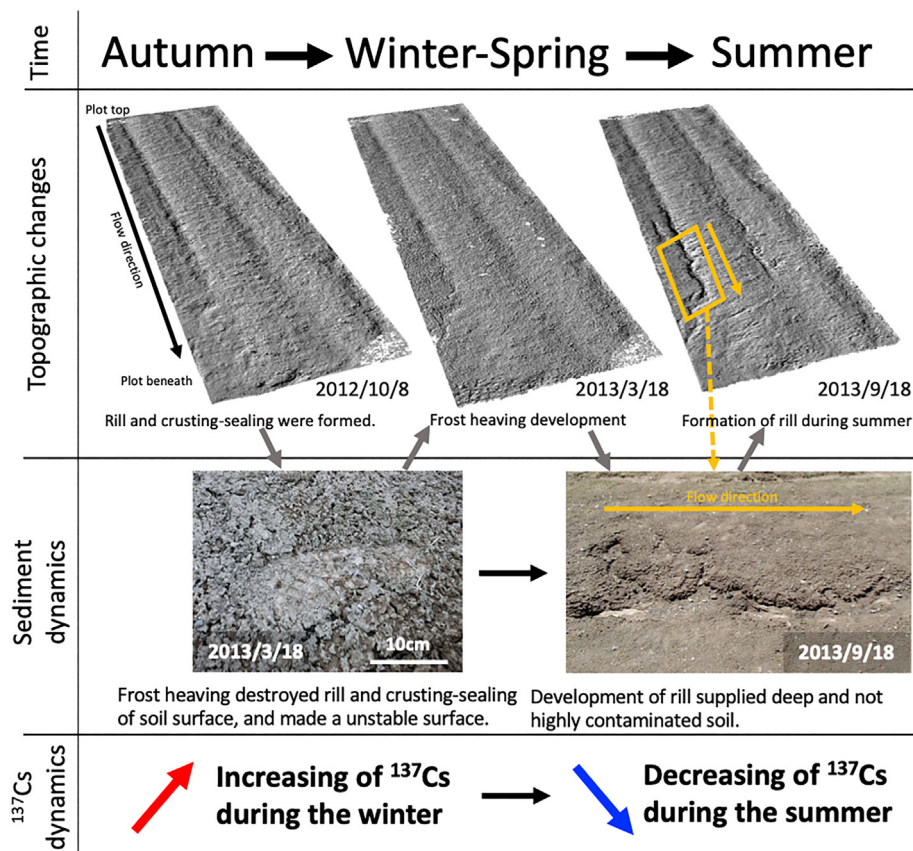 Time
Autumn
Winter-Spring
Summer
Topographic changes
Plot top
Flow direction
Plot beneath
2012/10/8
2013/3/18
2013/9/18
Rill and crusting-sealing were formed.
Frost heaving development
Formation of rill during summer
Sediment
dynamics
2013/3/18
10cm
Flow direction
2013/9/18
Frost heaving destroyed rill and crusting-sealing
of soil surface, and made a unstable surface.
Development of rill supplied deep and not
highly contaminated soil.
¹³⁷Cs
dynamics
Increasing of ¹³⁷Cs
during the winter
Decreasing of ¹³⁷Cs
during the summer